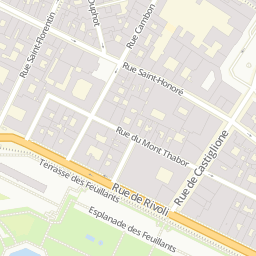 Rue Saint-Florentin
Duphot
Rue Cambon
Rue Saint-Honoré
Rue du Mont Thabor
Rue de Castiglione
Terrasse des Feuillants
Rue de Rivoli
Esplanade des Feuillants